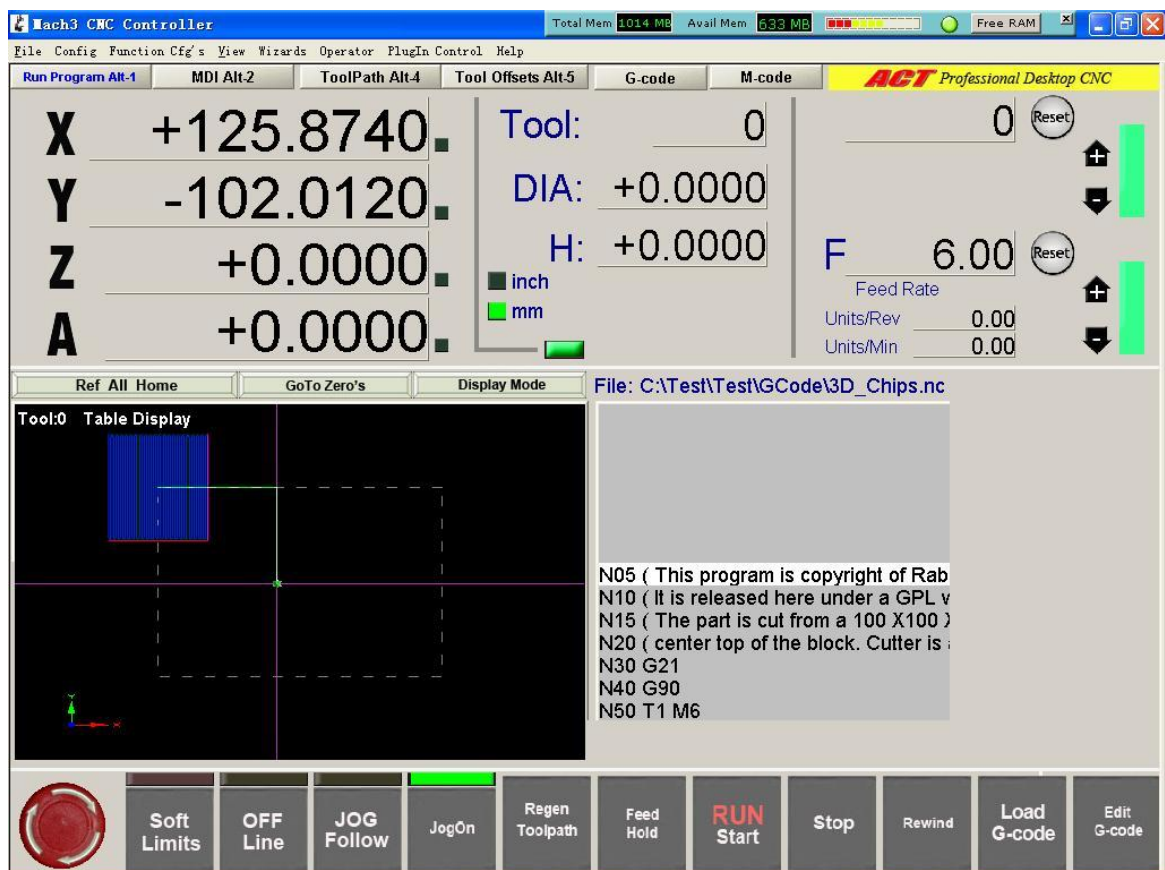 Mach3 CNC Controller
Total Mem 1014 MB Avail Mem 633 MB Free RAM
File Config Function Cfg's View Wizards Operator PlugIn Control Help
Run Program Alt-1 MDI Alt-2 ToolPath Alt-4 Tool Offsets Alt-5 G-code M-code ACT Professional Desktop CNC
X +125.8740 Tool: 0 0 Reset
Y -102.0120 DIA: +0.0000
Z +0.0000 H: +0.0000 F 6.00 Reset
inch
Feed Rate
mm
A +0.0000 Units/Rev 0.00
Units/Min 0.00
Ref All Home GoTo Zero's Display Mode File: C:\Test\Test\GCode\3D_Chips.nc
Tool:0 Table Display
N05 ( This program is copyright of Rab
N10 ( It is released here under a GPL
N15 ( The part is cut from a 100 X100
N20 ( center top of the block. Cutter is
N30 G21
N40 G90
N50 T1 M6
Y
X
Soft Limits
OFF Line
JOG Follow
JogOn
Regen Toolpath
Feed Hold
RUN Start
Stop
Rewind
Load G-code
Edit G-code